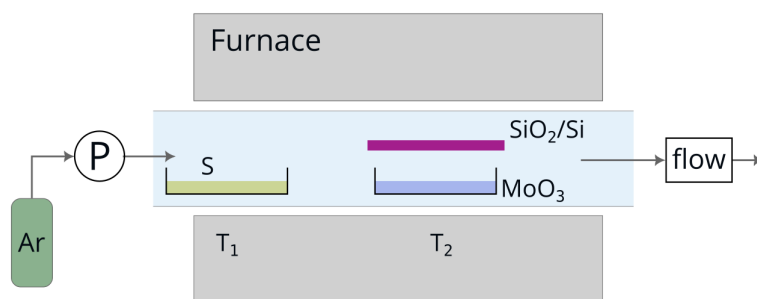 Furnace
SiO₂/Si
P
S
flow
MoO₃
Ar
T₁
T₂